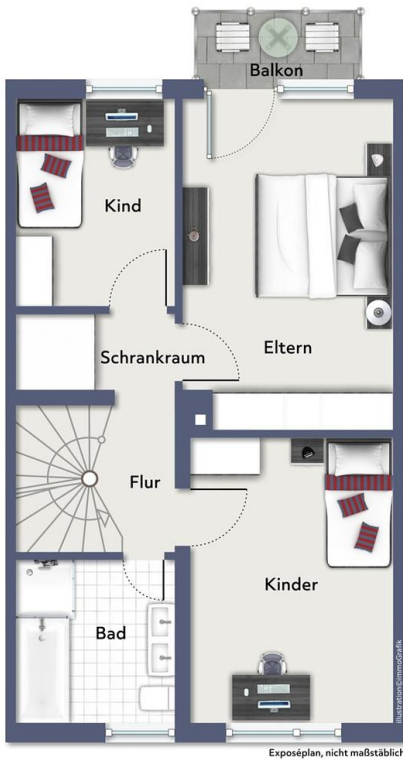 Balkon
Kind
Schrankraum
Eltern
Flur
Kinder
Bad
Illustration©immoGrafik
Exposéplan, nicht maßstäblich